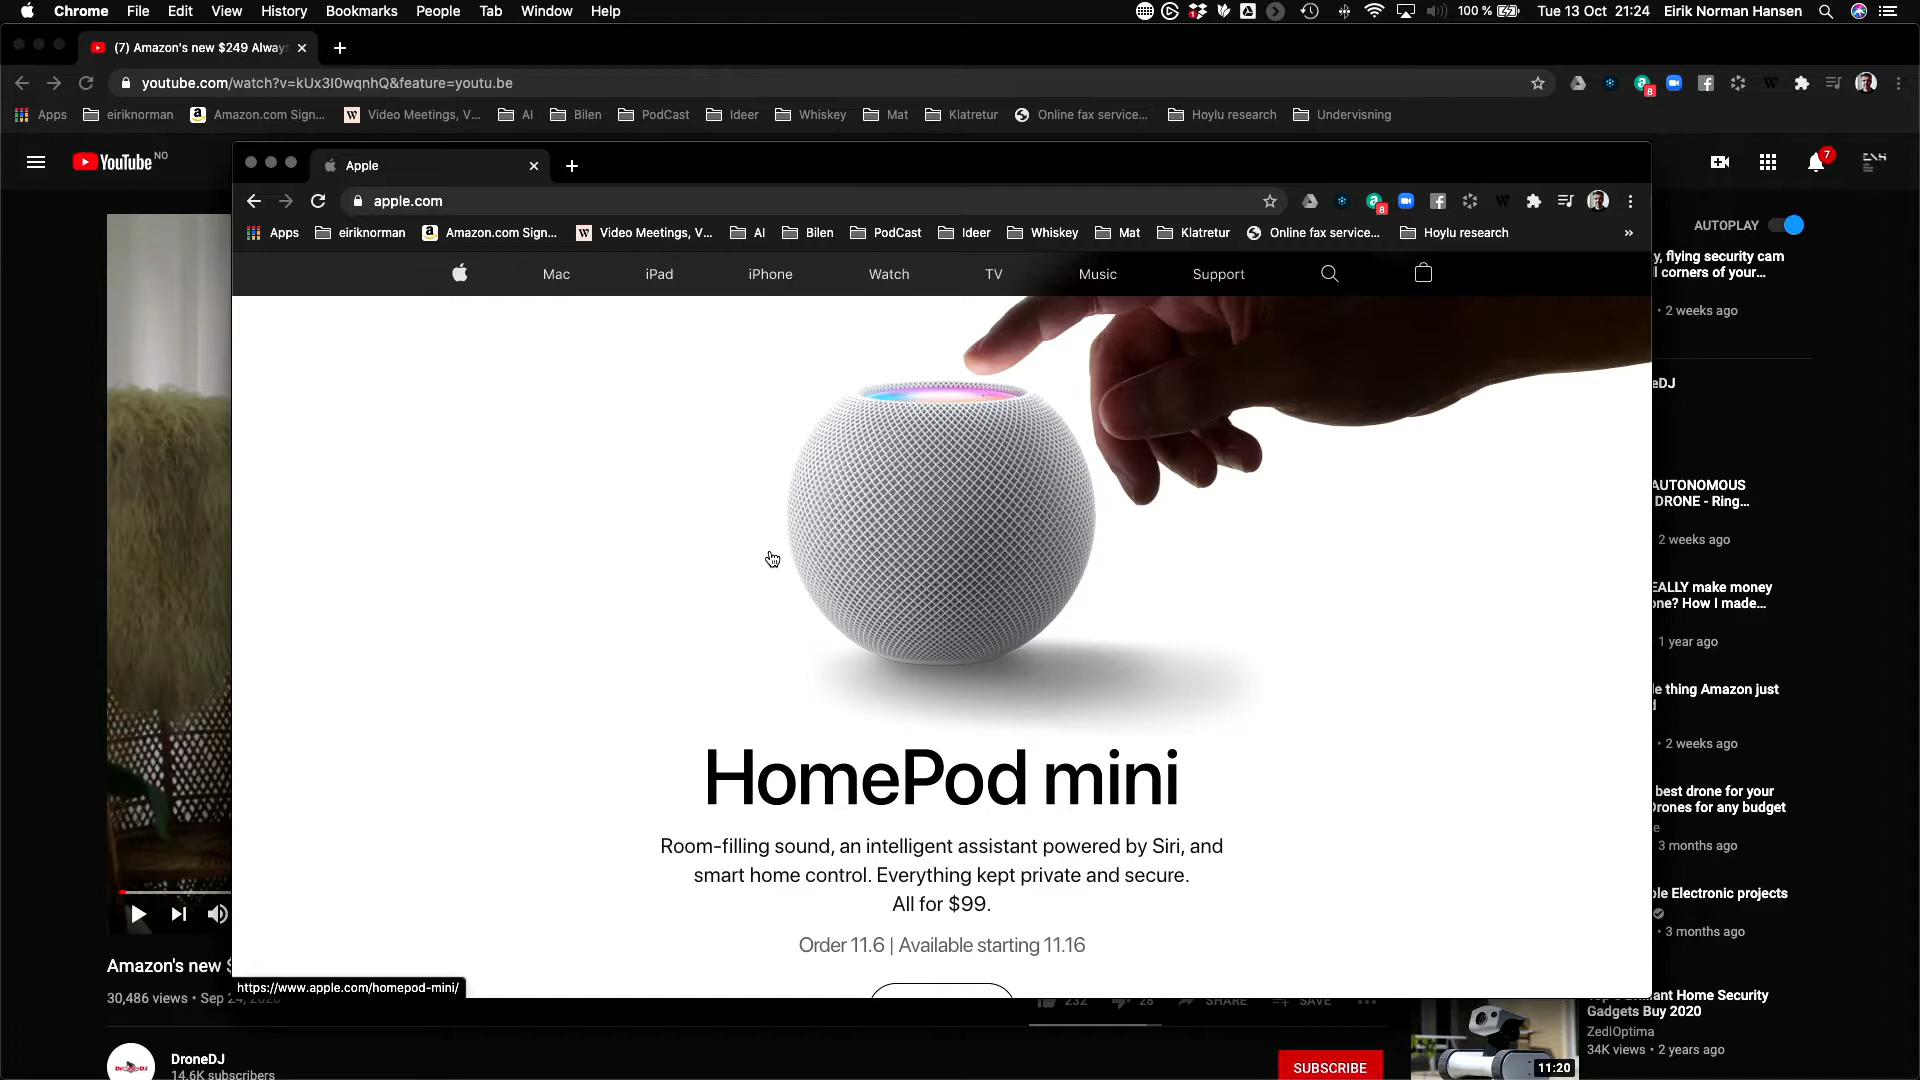 Chrome File Edit View History Bookmarks People Tab Window Help 100 % Tue 13 Oct 21:24 Eirik Norman Hansen
(7) Amazon's new $249 Alway
youtube.com/watch?v=kUx3I0wqnhQ&feature=youtu.be
8
Apps eiriknorman Amazon.com Sign... Video Meetings, V... AI Bilen PodCast Ideer Whiskey Mat Klatretur Online fax service... Hoylu research Undervisning
YouTube NO
7
Apple
apple.com
8
Apps eiriknorman Amazon.com Sign... Video Meetings, V... AI Bilen PodCast Ideer Whiskey Mat Klatretur Online fax service... Hoylu research »
Mac iPad iPhone Watch TV Music Support
HomePod mini
Room-filling sound, an intelligent assistant powered by Siri, and
smart home control. Everything kept private and secure.
All for $99.
Order 11.6 | Available starting 11.16
https://www.apple.com/homepod-mini/
AUTOPLAY
y, flying security cam
l corners of your...
• 2 weeks ago
eDJ
AUTONOMOUS
DRONE - Ring...
2 weeks ago
EALLY make money
one? How I made...
1 year ago
le thing Amazon just
d
• 2 weeks ago
best drone for your
Drones for any budget
e
3 months ago
ble Electronic projects
• 3 months ago
Amazon's new $
30,486 views • Sep 24, 2020
232 28 SHARE SAVE
DroneDJ
14.6K subscribers
SUBSCRIBE
Home Security
Gadgets Buy 2020
ZedlOptima
34K views • 2 years ago
11:20